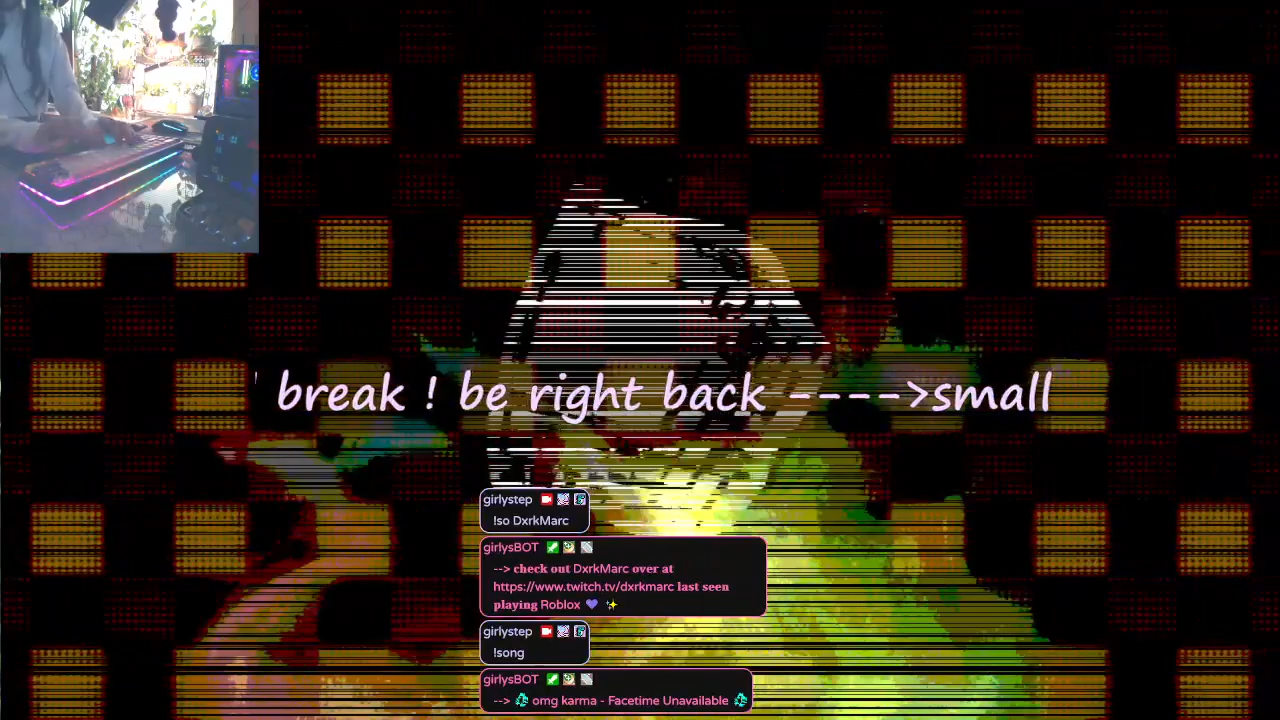 break ! be right back ---->small
girlystep
!so DxrkMarc
girlysBOT
--> check out DxrkMarc over at
https://www.twitch.tv/dxrkmarc last seen
playing Roblox 💜 ✨
girlystep
!song
girlysBOT
--> omg karma - Facetime Unavailable